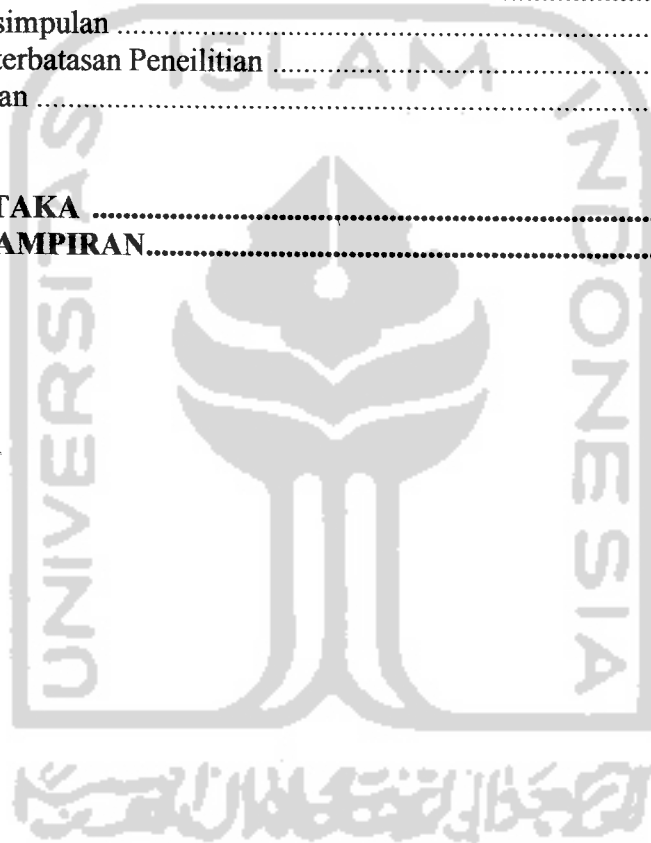 simpulan ................................................................
terbatasan Peneilitian ................................................................
an ................................................................
TAKA ................................................................
AMPIRAN................................................................
UNIVERSITAS ISLAM INDONESIA